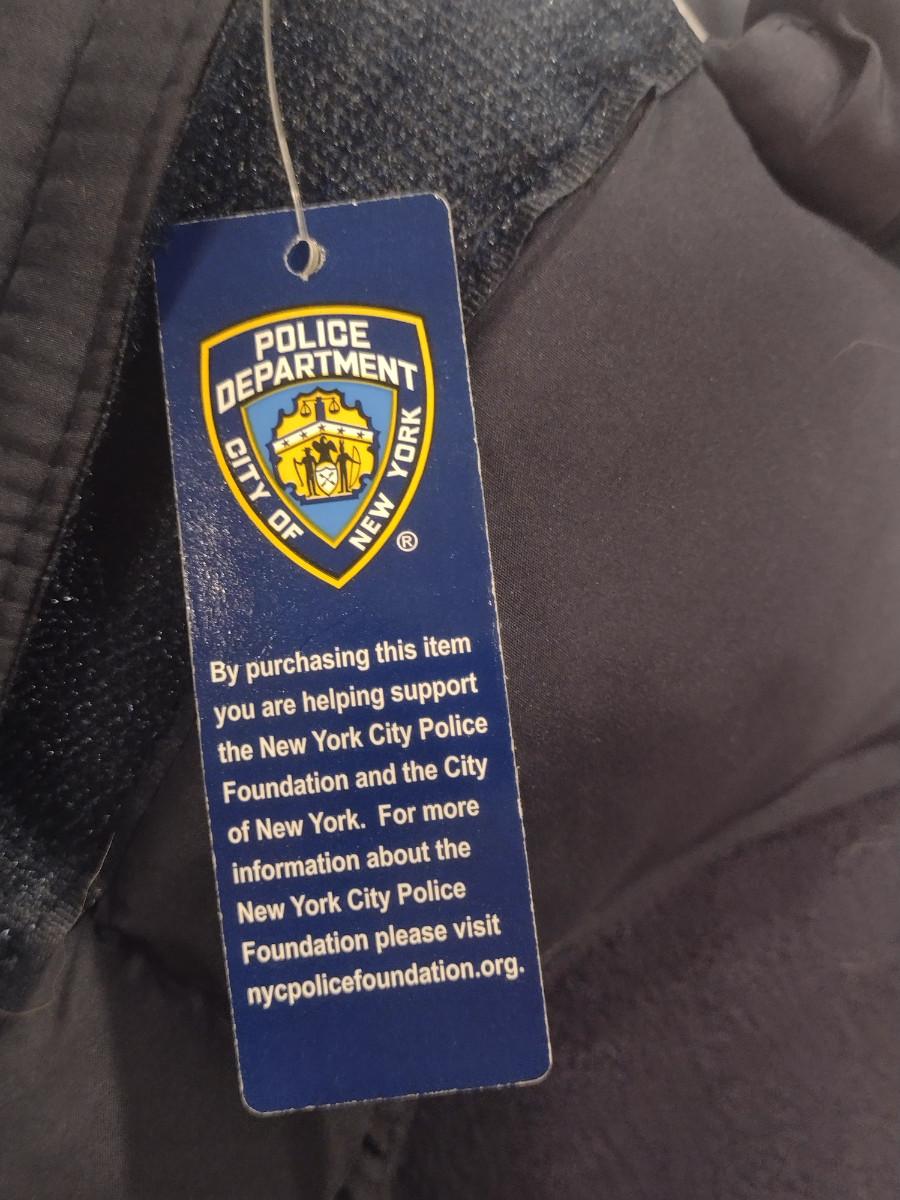 POLICE
DEPARTMENT
CITY OF
NEW YORK
®
By purchasing this item
you are helping support
the New York City Police
Foundation and the City
of New York.  For more
information about the
New York City Police
Foundation please visit
nycpolicefoundation.org.